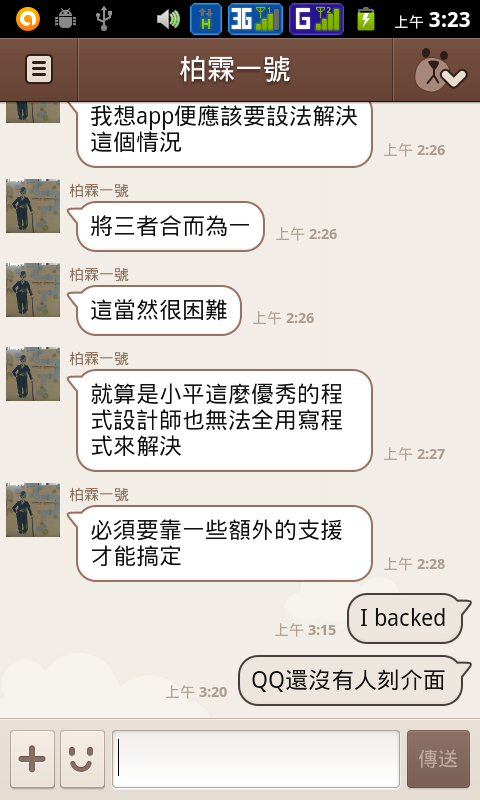 H
3G 1
G 2
上午 3:23
柏霖一號
我想app便應該要設法解決
這個情況
上午 2:26
柏霖一號
將三者合而為一
上午 2:26
柏霖一號
這當然很困難
上午 2:26
柏霖一號
就算是小平這麼優秀的程
式設計師也無法全用寫程
式來解決
上午 2:27
柏霖一號
必須要靠一些額外的支援
才能搞定
上午 2:28
I backed
上午 3:15
QQ還沒有人刻介面
上午 3:20
傳送